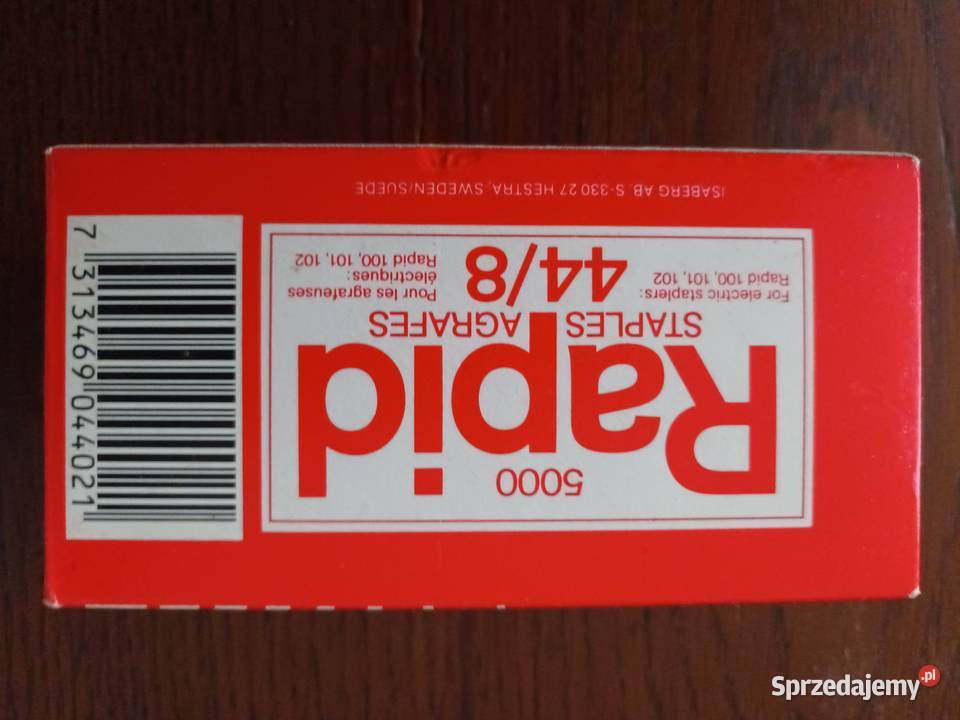 5000
Rapid
STAPLES AGRAFES
44/8
For electric staplers:
Rapid 100, 101, 102
Pour les agrafeuses
électriques:
Rapid 100, 101, 102
ISABERG AB. S-330 27 HESTRA, SWEDEN/SUEDE
7 313469 044021
Sprzedajemy.pl